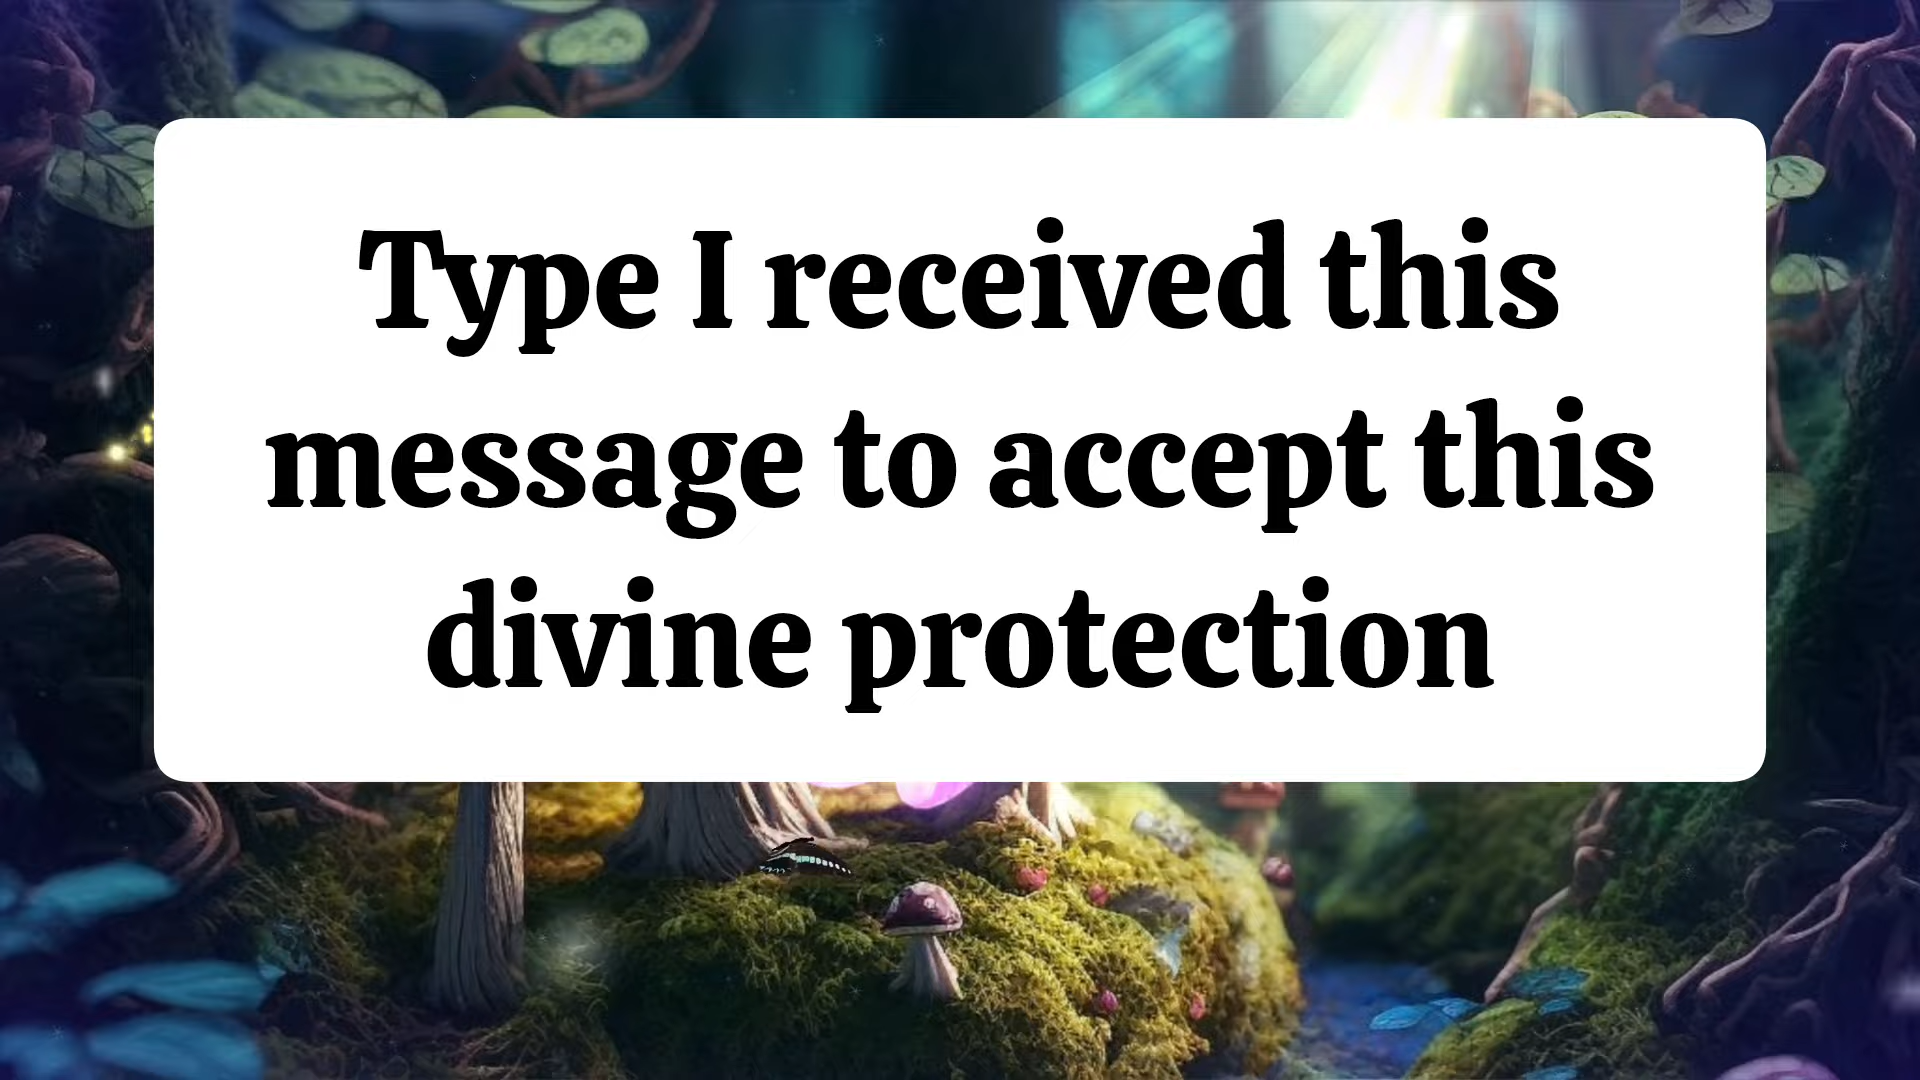 Type I received this
message to accept this
divine protection